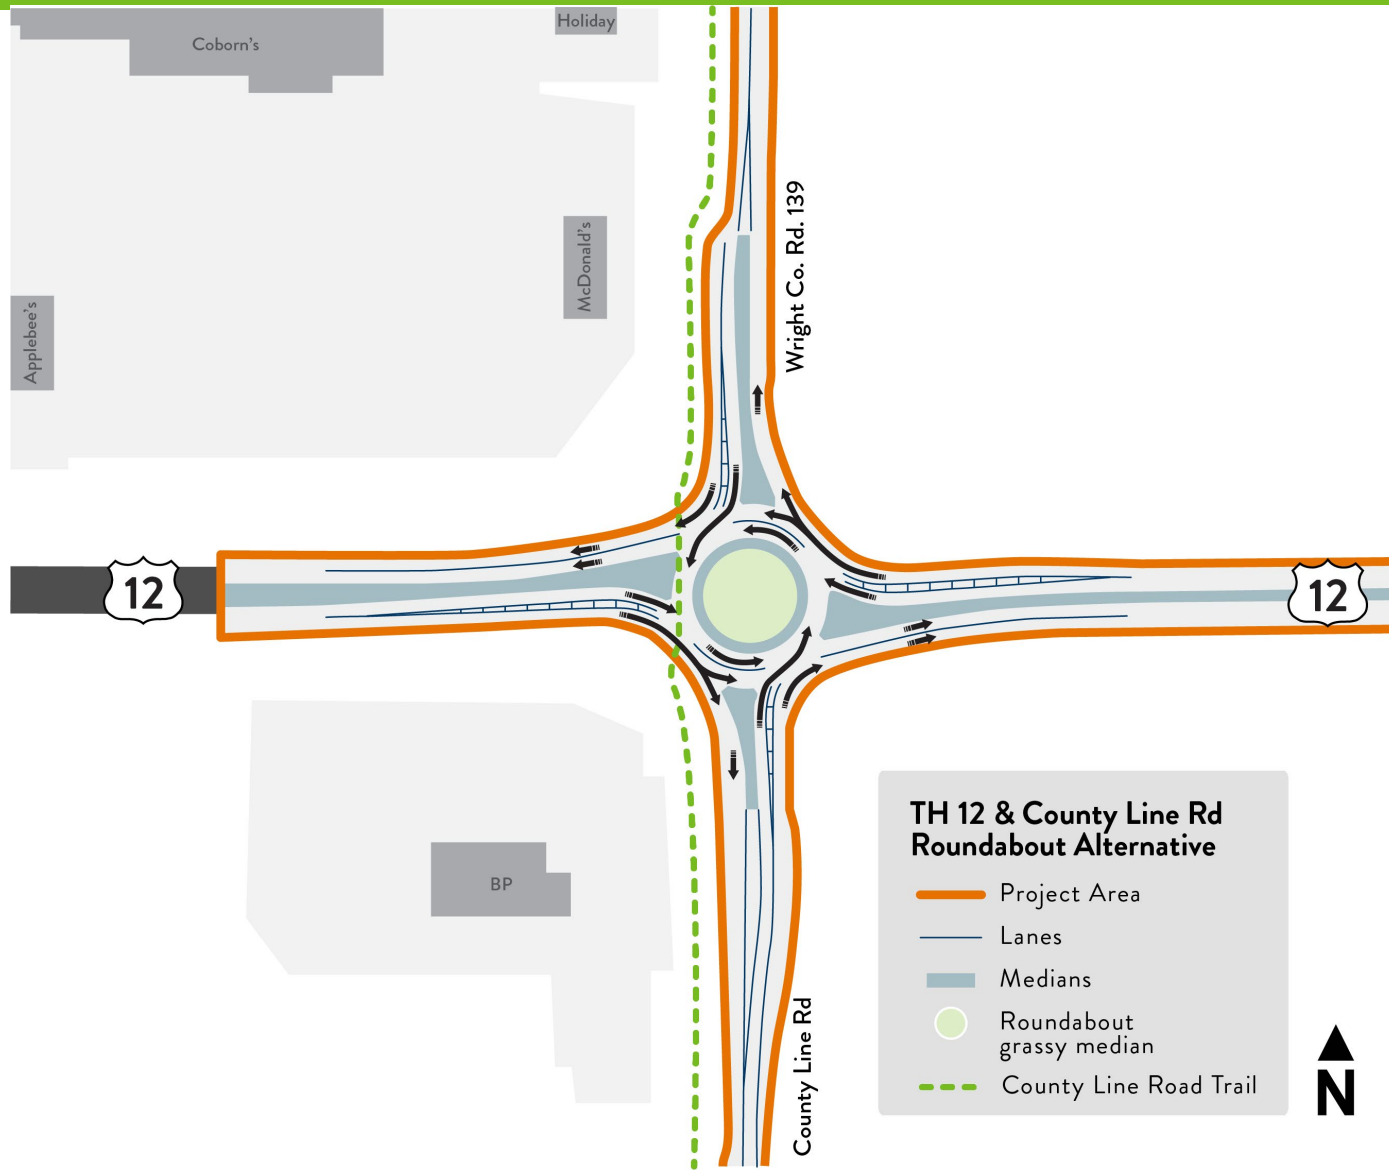 Coborn's
Holiday
McDonald's
Applebee's
Wright Co. Rd. 139
12
12
BP
County Line Rd
TH 12 & County Line Rd
Roundabout Alternative
Project Area
Lanes
Medians
Roundabout
grassy median
County Line Road Trail
N